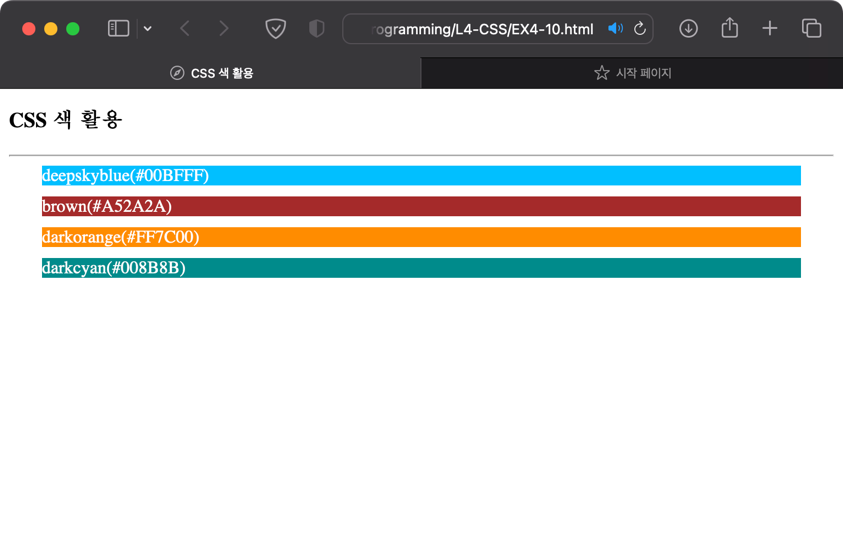 rogramming/L4-CSS/EX4-10.html
CSS 색 활용
시작 페이지
CSS 색 활용
deepskyblue(#00BFFF)
brown(#A52A2A)
darkorange(#FF7C00)
darkcyan(#008B8B)